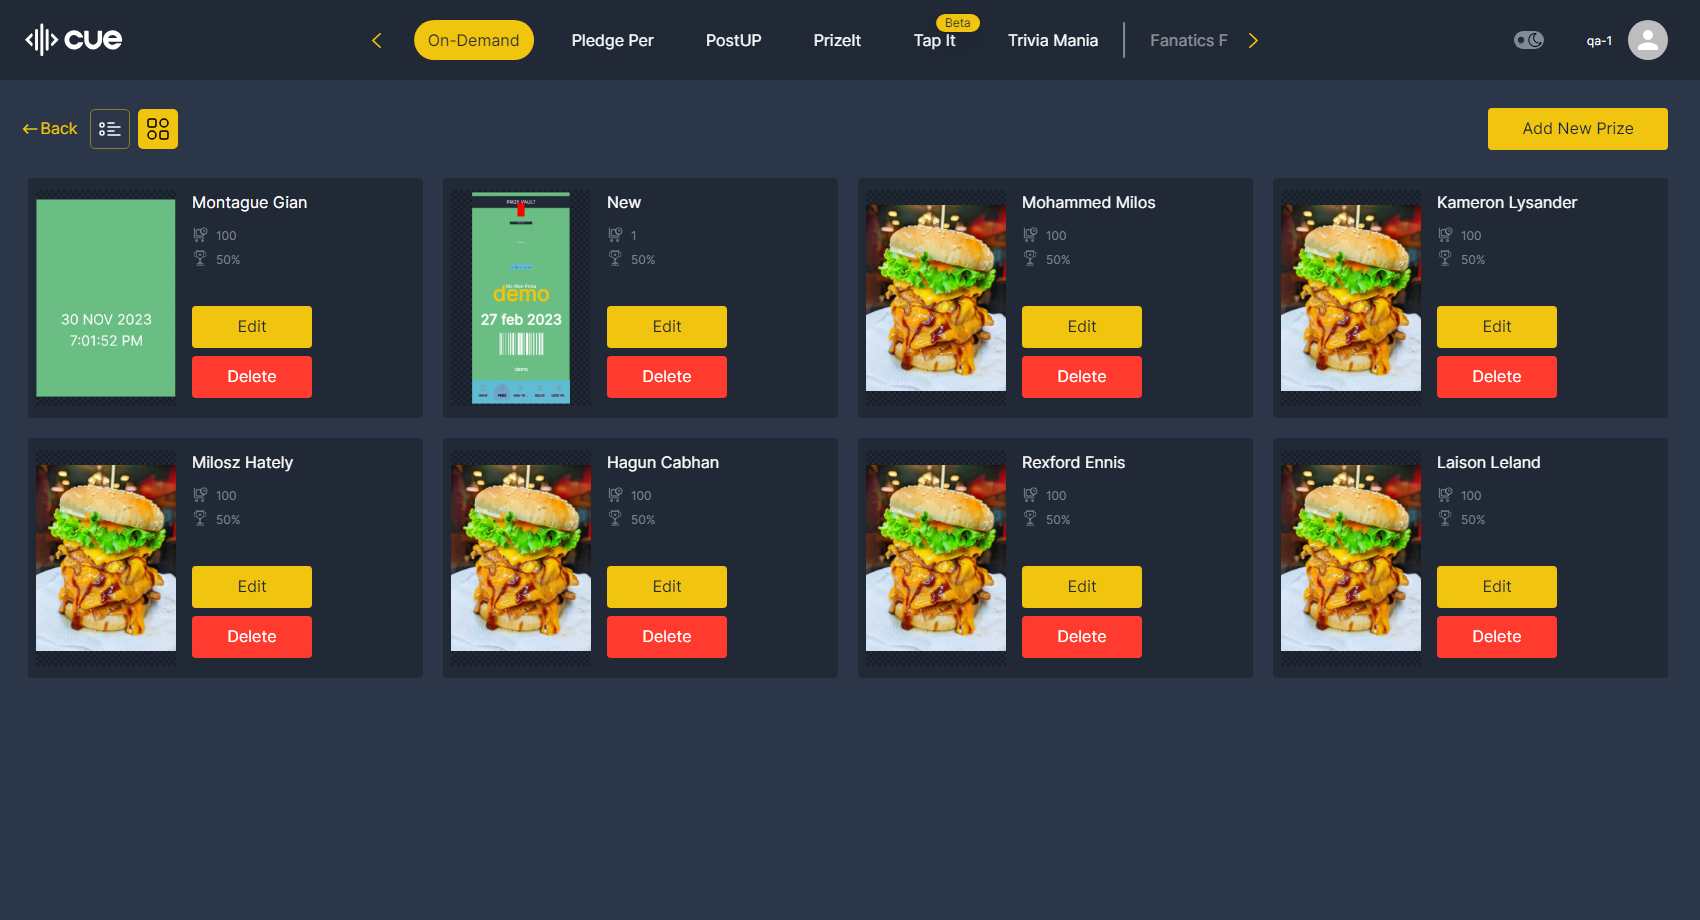 cue
On-Demand
Pledge Per
PostUP
PrizeIt
Tap It
Beta
Trivia Mania
Fanatics F
qa-1
Back
Add New Prize
Montague Gian
100
50%
30 NOV 2023
7:01:52 PM
Edit
Delete
New
1
50%
PRIZE VAULT
No Won Prize
demo
27 feb 2023
demo
Edit
Delete
Mohammed Milos
100
50%
Edit
Delete
Kameron Lysander
100
50%
Edit
Delete
Milosz Hately
100
50%
Edit
Delete
Hagun Cabhan
100
50%
Edit
Delete
Rexford Ennis
100
50%
Edit
Delete
Laison Leland
100
50%
Edit
Delete